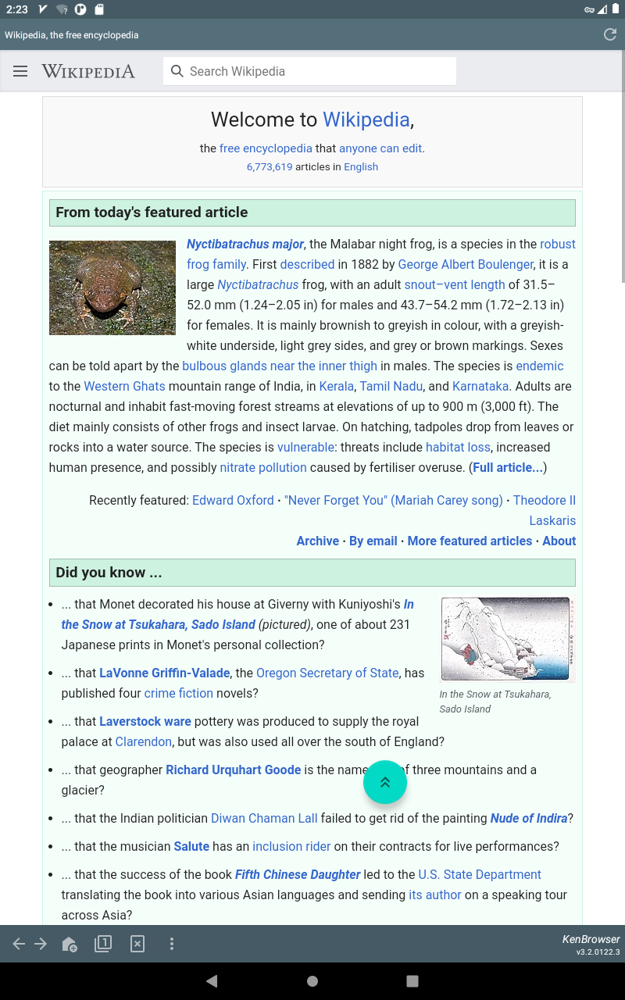 2:23
Wikipedia, the free encyclopedia
WIKIPEDIA
Search Wikipedia
Welcome to Wikipedia,
the free encyclopedia that anyone can edit.
6,773,619 articles in English
From today's featured article
Nyctibatrachus major, the Malabar night frog, is a species in the robust
frog family. First described in 1882 by George Albert Boulenger, it is a
large Nyctibatrachus frog, with an adult snout–vent length of 31.5–
52.0 mm (1.24–2.05 in) for males and 43.7–54.2 mm (1.72–2.13 in)
for females. It is mainly brownish to greyish in colour, with a greyish-
white underside, light grey sides, and grey or brown markings. Sexes
can be told apart by the bulbous glands near the inner thigh in males. The species is endemic
to the Western Ghats mountain range of India, in Kerala, Tamil Nadu, and Karnataka. Adults are
nocturnal and inhabit fast-moving forest streams at elevations of up to 900 m (3,000 ft). The
diet mainly consists of other frogs and insect larvae. On hatching, tadpoles drop from leaves or
rocks into a water source. The species is vulnerable: threats include habitat loss, increased
human presence, and possibly nitrate pollution caused by fertiliser overuse. (Full article...)
Recently featured: Edward Oxford · "Never Forget You" (Mariah Carey song) · Theodore II
Laskaris
Archive · By email · More featured articles · About
Did you know ...
... that Monet decorated his house at Giverny with Kuniyoshi's In
the Snow at Tsukahara, Sado Island (pictured), one of about 231
Japanese prints in Monet's personal collection?
In the Snow at Tsukahara,
Sado Island
... that LaVonne Griffin-Valade, the Oregon Secretary of State, has
published four crime fiction novels?
... that Laverstock ware pottery was produced to supply the royal
palace at Clarendon, but was also used all over the south of England?
... that geographer Richard Urquhart Goode is the name of three mountains and a
glacier?
... that the Indian politician Diwan Chaman Lall failed to get rid of the painting Nude of Indira?
... that the musician Salute has an inclusion rider on their contracts for live performances?
... that the success of the book Fifth Chinese Daughter led to the U.S. State Department
translating the book into various Asian languages and sending its author on a speaking tour
across Asia?
1
KenBrowser
v3.2.0122.3